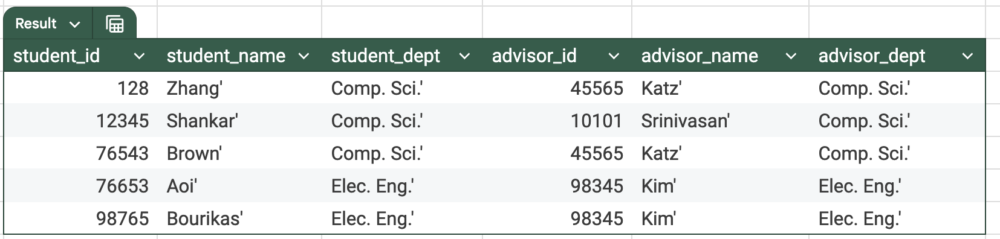 Result
student_id student_name student_dept advisor_id advisor_name advisor_dept
128 Zhang' Comp. Sci.' 45565 Katz' Comp. Sci.'
12345 Shankar' Comp. Sci.' 10101 Srinivasan' Comp. Sci.'
76543 Brown' Comp. Sci.' 45565 Katz' Comp. Sci.'
76653 Aoi' Elec. Eng.' 98345 Kim' Elec. Eng.'
98765 Bourikas' Elec. Eng.' 98345 Kim' Elec. Eng.'